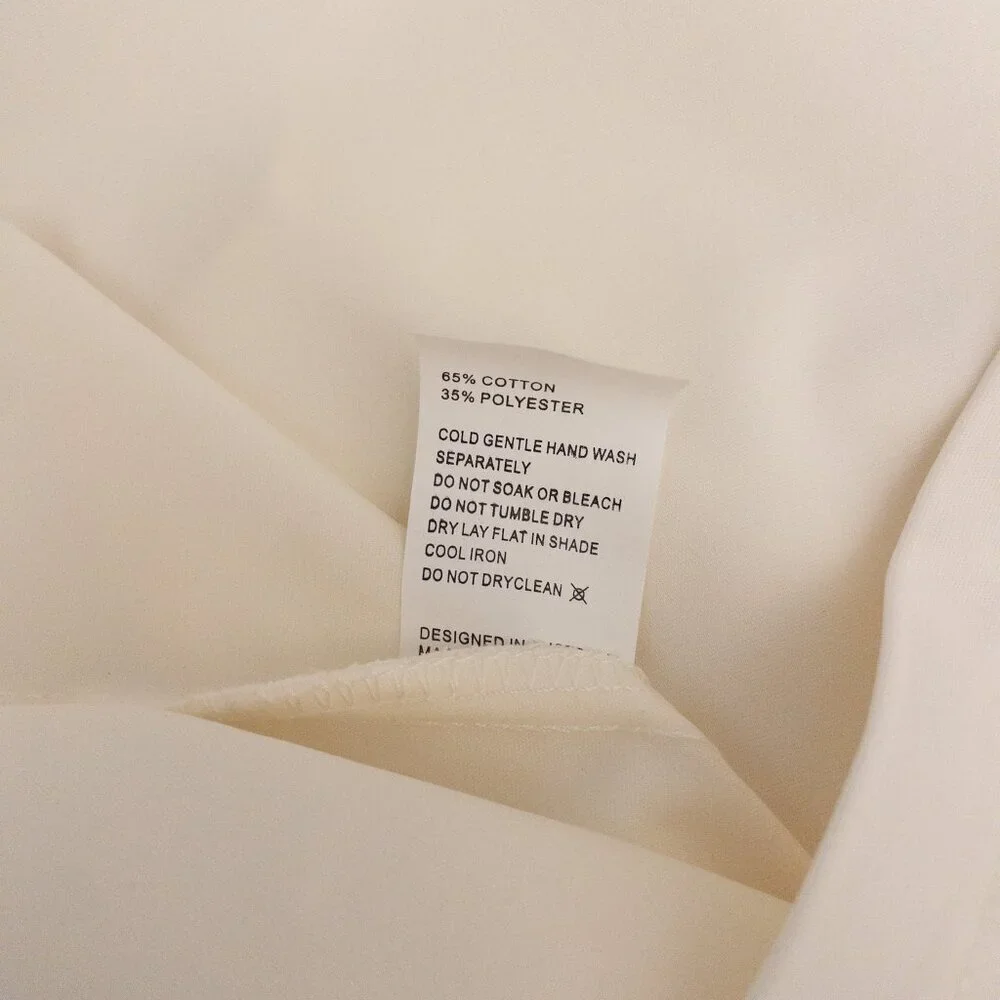 65% COTTON
35% POLYESTER
COLD GENTLE HAND WASH
SEPARATELY
DO NOT SOAK OR BLEACH
DO NOT TUMBLE DRY
DRY LAY FLAT IN SHADE
COOL IRON
DO NOT DRYCLEAN
DESIGNED IN